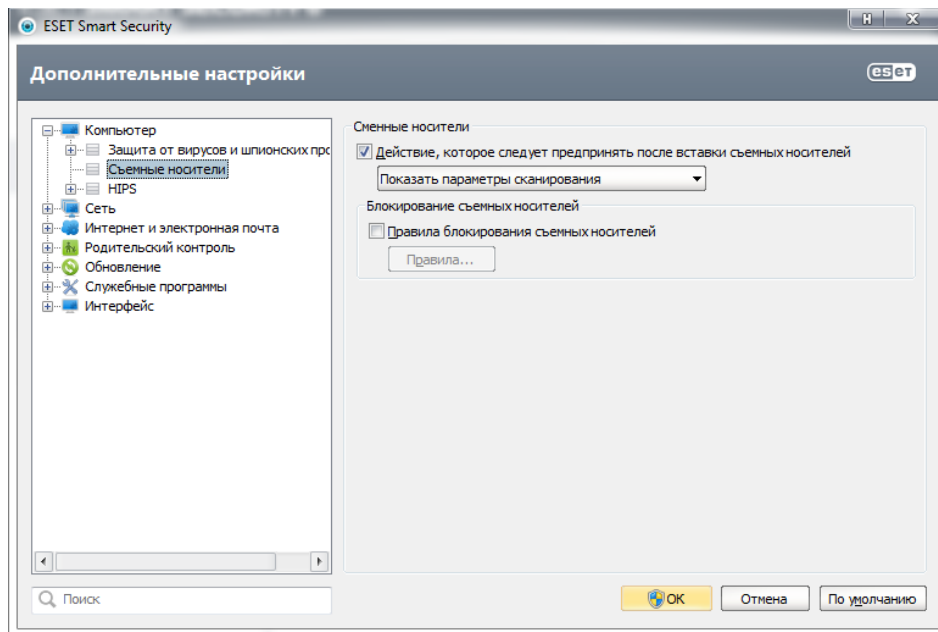 ESET Smart Security
Дополнительные настройки
eseT
Компьютер
Защита от вирусов и шпионских прс
Съемные носители
HIPS
Сеть
Интернет и электронная почта
Родительский контроль
Обновление
Служебные программы
Интерфейс
Поиск
Сменные носители
Действие, которое следует предпринять после вставки съемных носителей
Показать параметры сканирования
Блокирование съемных носителей
Правила блокирования съемных носителей
Правила...
ОК
Отмена
По умолчанию